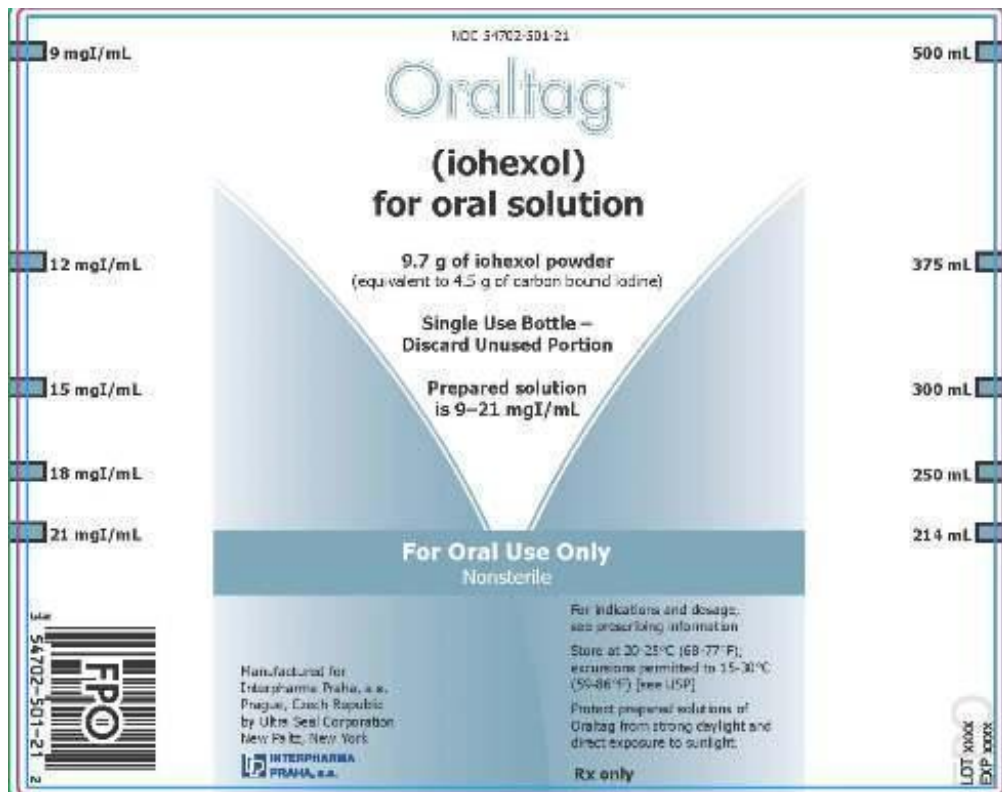 NDC 54702-501-21
Oraltag™
(iohexol)
for oral solution
9.7 g of iohexol powder
(equivalent to 4.5 g of carbon bound iodine)
Single Use Bottle –
Discard Unused Portion
Prepared solution
is 9–21 mgI/mL
9 mgI/mL
12 mgI/mL
15 mgI/mL
18 mgI/mL
21 mgI/mL
500 mL
375 mL
300 mL
250 mL
214 mL
For Oral Use Only
Nonsterile
Manufactured for
Interpharma Praha, a.s.
Prague, Czech Republic
by Ultra Seal Corporation
New Paltz, New York
INTERPHARMA
PRAHA, a.s.
For indications and dosage,
see prescribing information
Store at 20-25°C (68-77°F);
excursions permitted to 15-30°C
(59-86°F) [see USP]
Protect prepared solutions of
Oraltag from strong daylight and
direct exposure to sunlight.
Rx only
54702-501-21 2
FPO
LOT xxxx
EXP xxxx